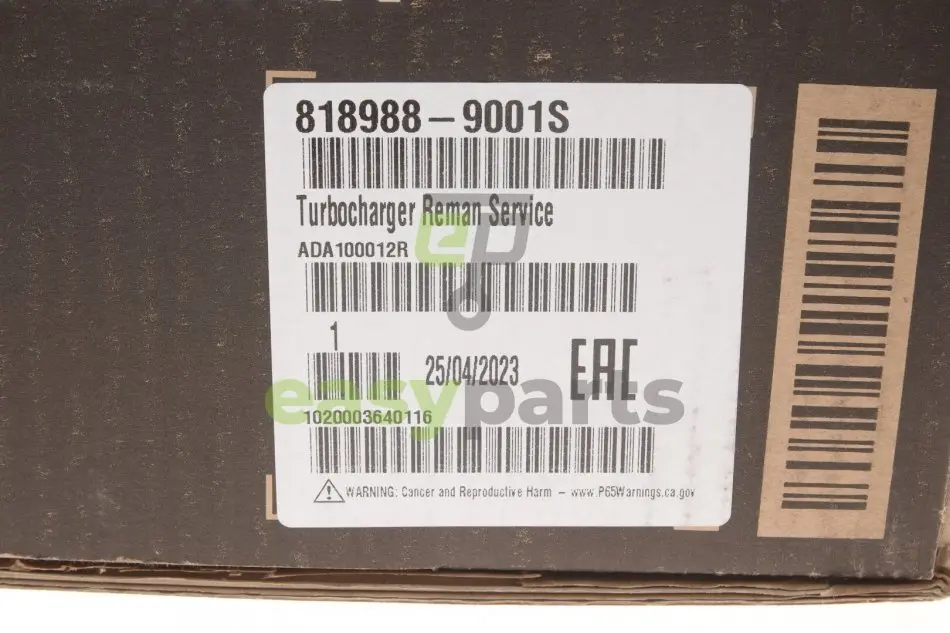 818988-9001S
Turbocharger Reman Service
ADA100012R
1
25/04/2023
EAC
1020003640116
WARNING: Cancer and Reproductive Harm - www.P65Warnings.ca.gov
ep
easyparts